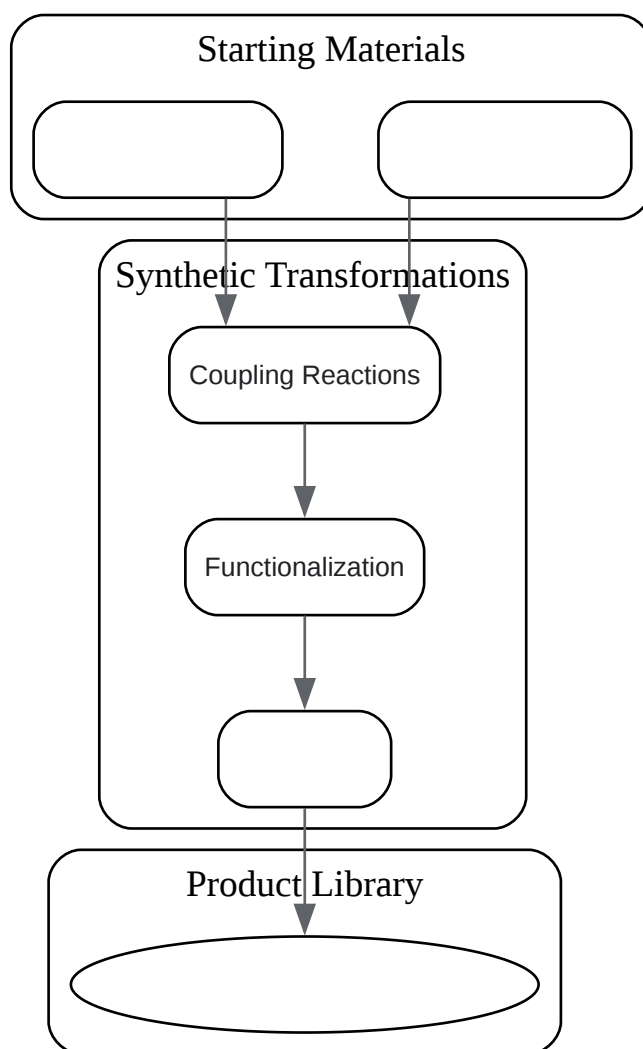 Starting Materials
Synthetic Transformations
Coupling Reactions
Functionalization
Product Library